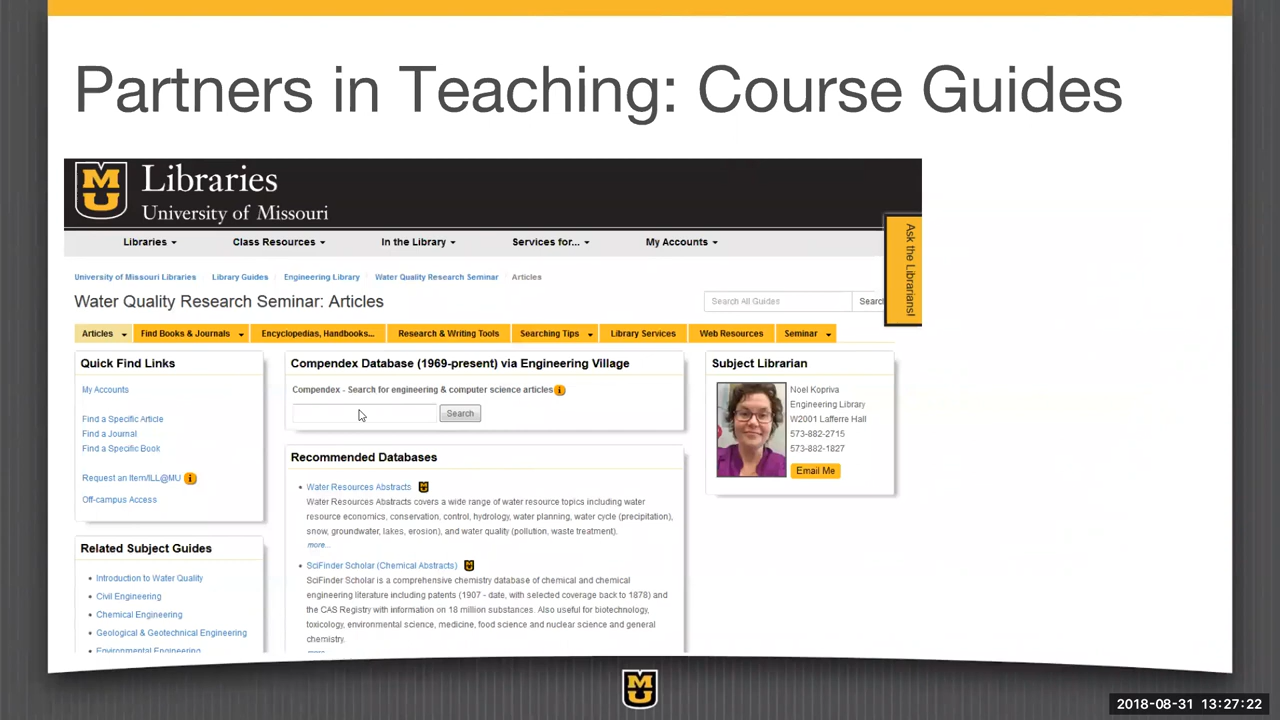 Partners in Teaching: Course Guides
MU
Libraries
University of Missouri
Libraries
Class Resources
In the Library
Services for...
My Accounts
Ask the Librarians!
University of Missouri Libraries
Library Guides
Engineering Library
Water Quality Research Seminar
Articles
Water Quality Research Seminar: Articles
Search All Guides
Searc
Articles
Find Books & Journals
Encyclopedias, Handbooks...
Research & Writing Tools
Searching Tips
Library Services
Web Resources
Seminar
Quick Find Links
My Accounts
Find a Specific Article
Find a Journal
Find a Specific Book
Request an Item/ILL@MU i
Off-campus Access
Related Subject Guides
Introduction to Water Quality
Civil Engineering
Chemical Engineering
Geological & Geotechnical Engineering
Environmental Engineering
Compendex Database (1969-present) via Engineering Village
Compendex - Search for engineering & computer science articles i
Search
Recommended Databases
Water Resources Abstracts
Water Resources Abstracts covers a wide range of water resource topics including water
resource economics, conservation, control, hydrology, water planning, water cycle (precipitation),
snow, groundwater, lakes, erosion), and water quality (pollution, waste treatment).
more...
SciFinder Scholar (Chemical Abstracts)
SciFinder Scholar is a comprehensive chemistry database of chemical and chemical
engineering literature including patents (1907 - date, with selected coverage back to 1878) and
the CAS Registry with information on 18 million substances. Also useful for biotechnology,
toxicology, environmental science, medicine, food science and nuclear science and general
chemistry.
Subject Librarian
Noel Kopriva
Engineering Library
W2001 Lafferre Hall
573-882-2715
573-882-1827
Email Me
MU
2018-08-31 13:27:22